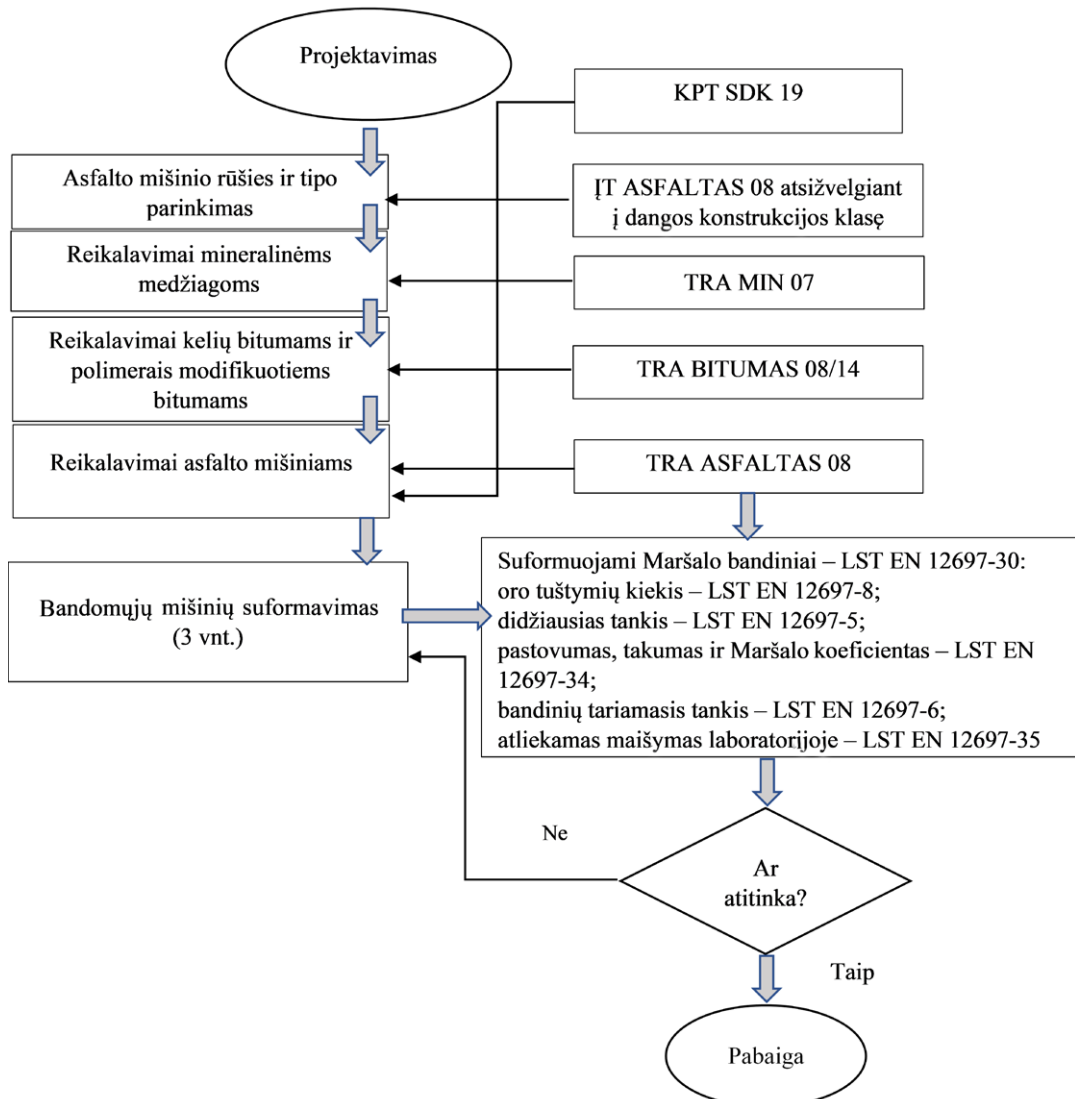 Projektavimas
KPT SDK 19
Asfalto mišinio rūšies ir tipo
parinkimas
ĮT ASFALTAS 08 atsižvelgiant
į dangos konstrukcijos klasę
Reikalavimai mineralinėms
medžiagoms
TRA MIN 07
Reikalavimai kelių bitumams ir
polimerais modifikuotiems
bitumams
TRA BITUMAS 08/14
Reikalavimai asfalto mišiniams
TRA ASFALTAS 08
Bandomųjų mišinių suformavimas
(3 vnt.)
Suformuojami Maršalo bandiniai – LST EN 12697-30:
oro tuštymių kiekis – LST EN 12697-8;
didžiausias tankis – LST EN 12697-5;
pastovumas, takumas ir Maršalo koeficientas – LST EN
12697-34;
bandinių tariamasis tankis – LST EN 12697-6;
atliekamas maišymas laboratorijoje – LST EN 12697-35
Ne
Ar
atitinka?
Taip
Pabaiga